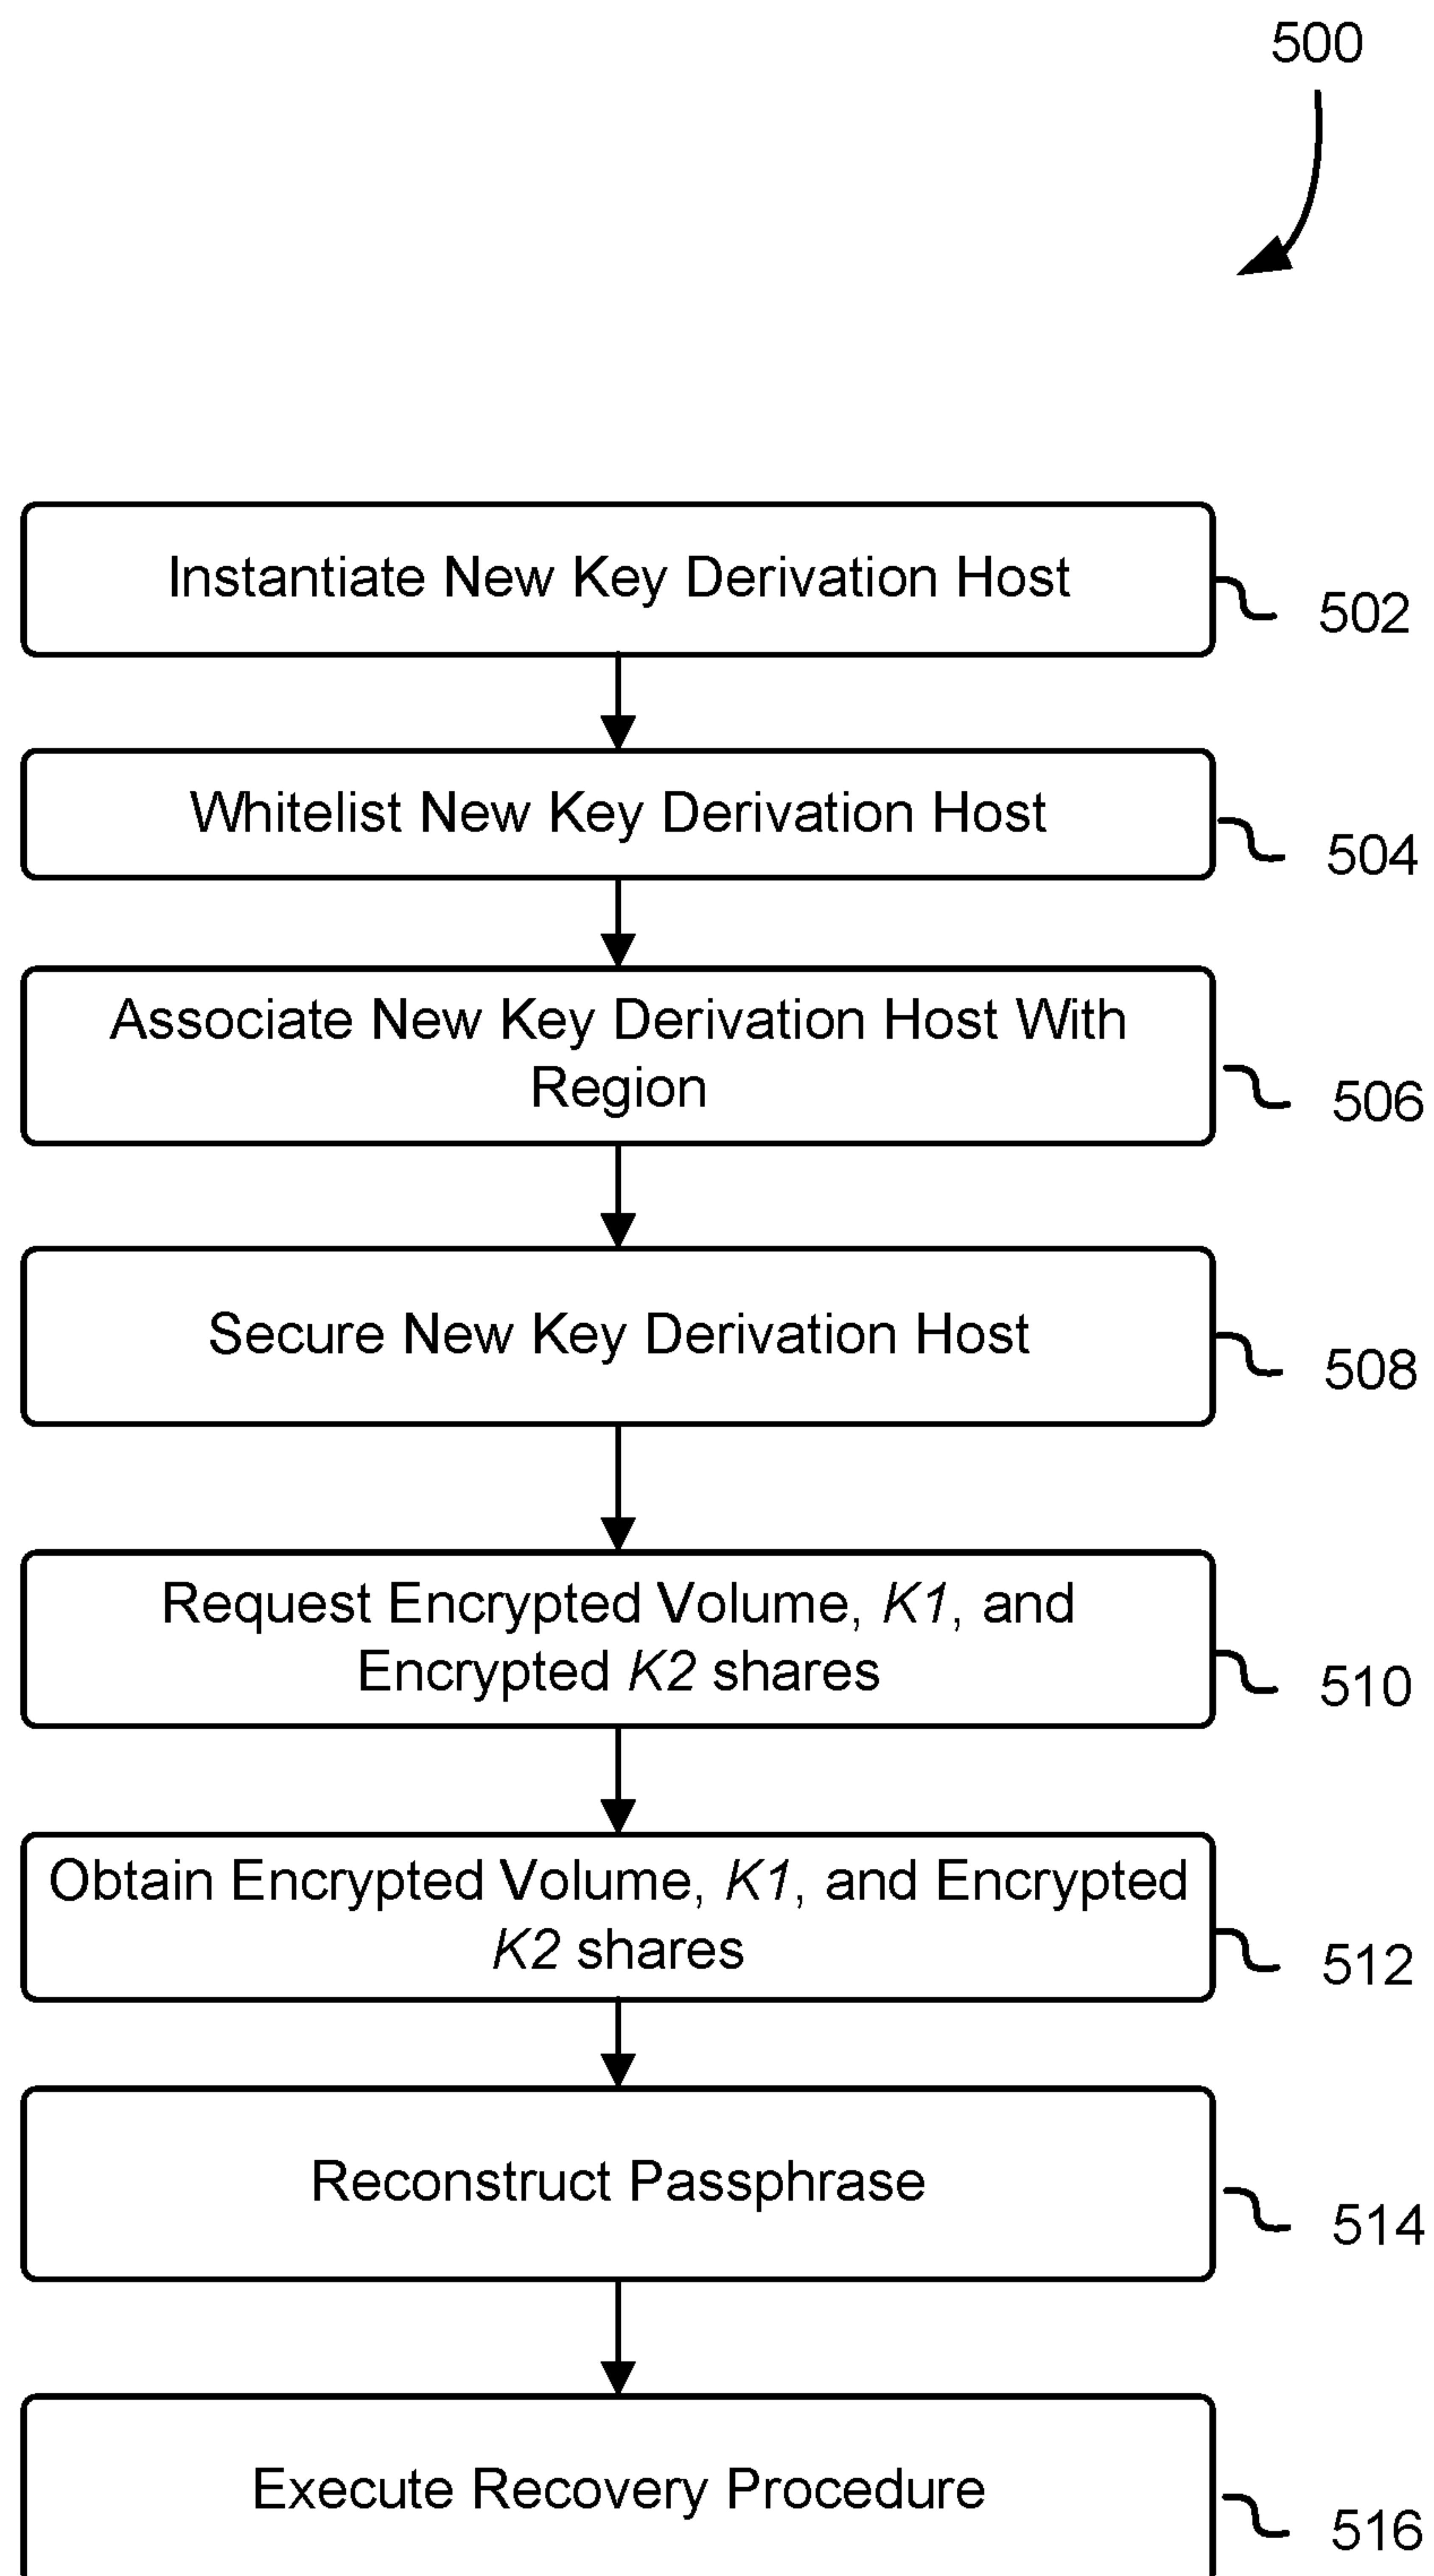 500
Instantiate New Key Derivation Host
502
Whitelist New Key Derivation Host
504
Associate New Key Derivation Host With
Region
506
Secure New Key Derivation Host
508
Request Encrypted Volume, K1, and
Encrypted K2 shares
510
Obtain Encrypted Volume, K1, and Encrypted
K2 shares
512
Reconstruct Passphrase
514
Execute Recovery Procedure
516